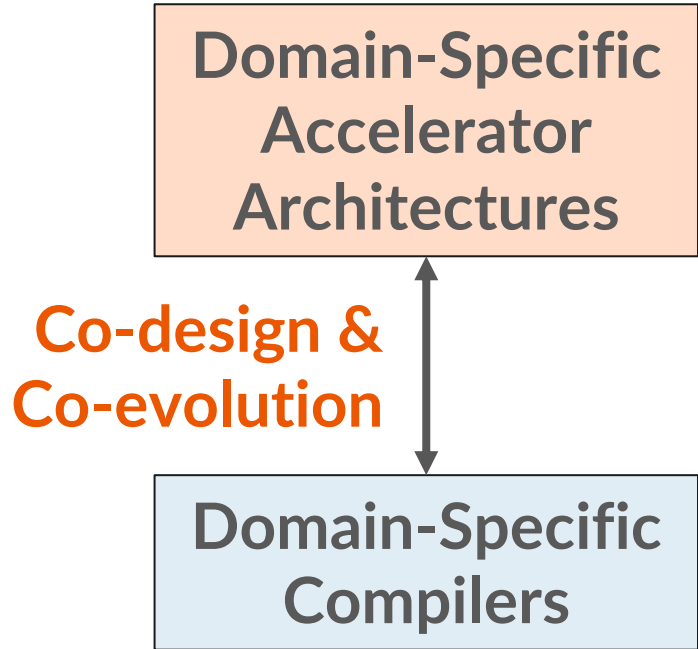 Domain-Specific
Accelerator
Architectures
Co-design &
Co-evolution
Domain-Specific
Compilers